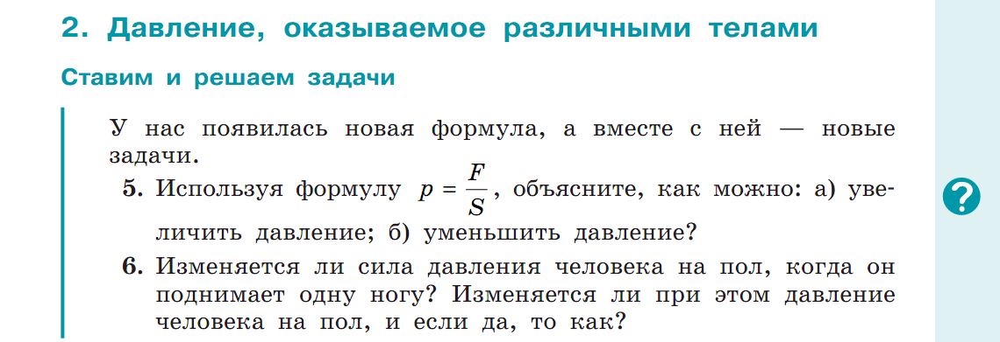 2. Давление, оказываемое различными телами
Ставим и решаем задачи
У нас появилась новая формула, а вместе с ней — новые
задачи.
5. Используя формулу p = F/S, объясните, как можно: а) уве-
личить давление; б) уменьшить давление?
6. Изменяется ли сила давления человека на пол, когда он
поднимает одну ногу? Изменяется ли при этом давление
человека на пол, и если да, то как?
?